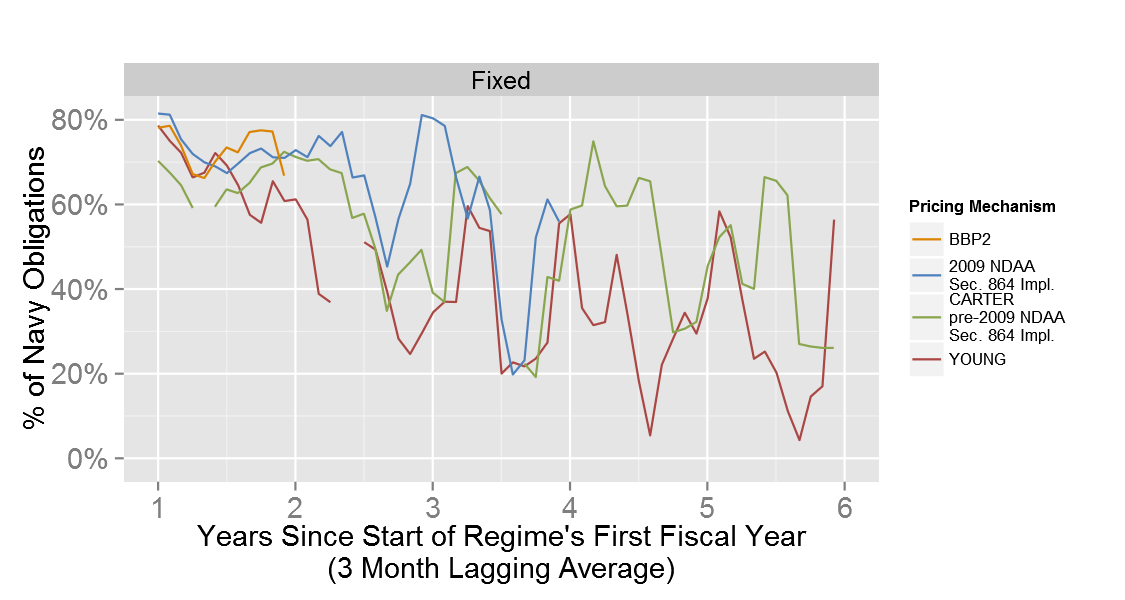 Fixed
80%
60%
40%
20%
0%
% of Navy Obligations
1 2 3 4 5 6
Years Since Start of Regime's First Fiscal Year
(3 Month Lagging Average)
Pricing Mechanism
BBP2
2009 NDAA
Sec. 864 Impl.
CARTER
pre-2009 NDAA
Sec. 864 Impl.
YOUNG